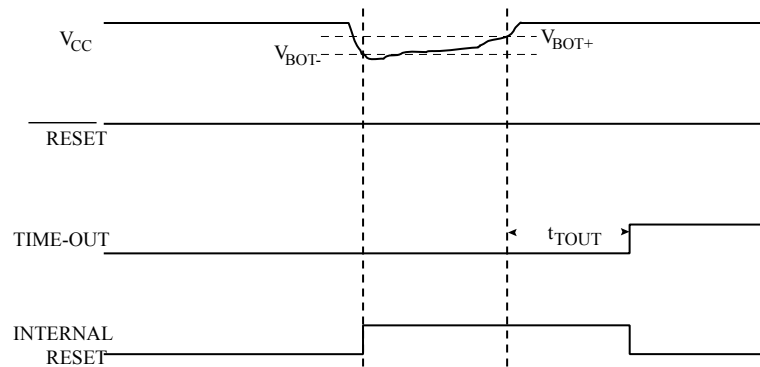 VCC
VBOT-
VBOT+
RESET
TIME-OUT
tTOUT
INTERNAL
RESET